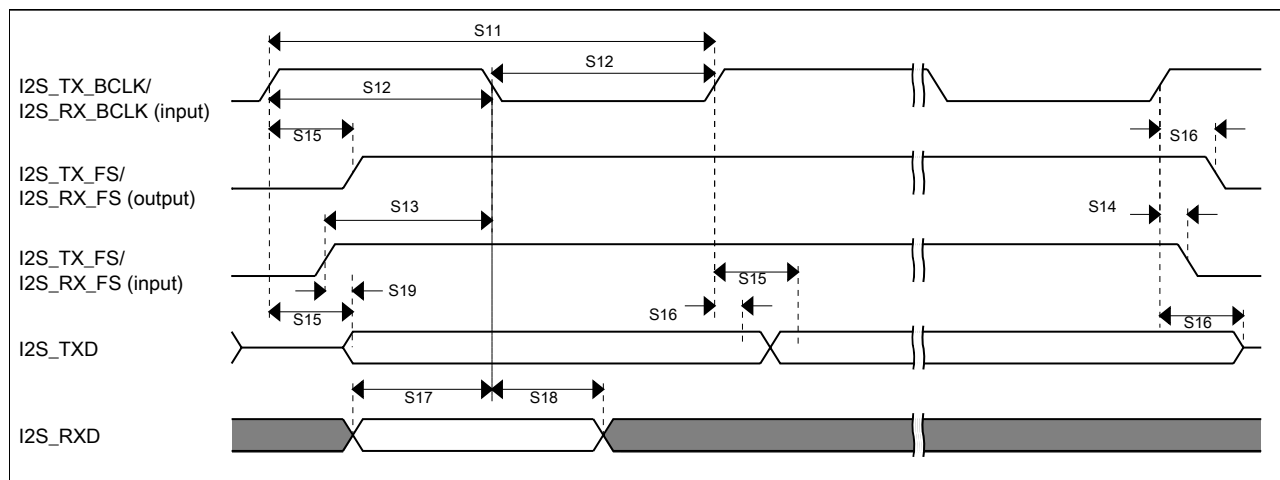 S11
I2S_TX_BCLK/
I2S_RX_BCLK (input)
S12
S12
S15
S16
I2S_TX_FS/
I2S_RX_FS (output)
S13
S14
I2S_TX_FS/
I2S_RX_FS (input)
S19
S15
S15
S16
S16
I2S_TXD
S17
S18
I2S_RXD